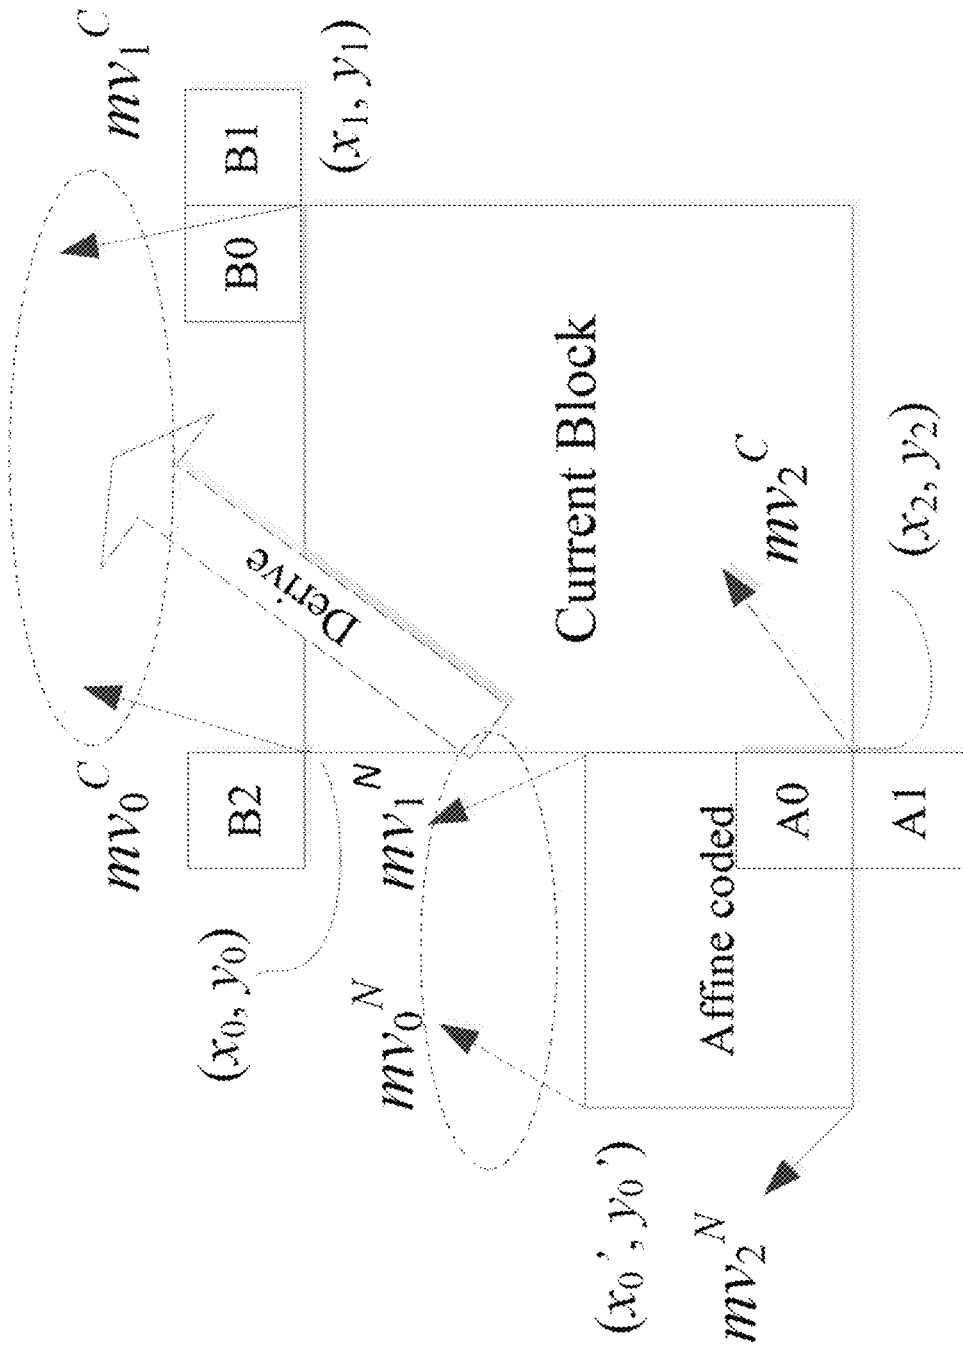 mv₀ᶜ
mv₁ᶜ
B2
B0
B1
(x₀, y₀)
(x₁, y₁)
Derive
mv₀ᴺ
mv₁ᴺ
Current Block
(x₀', y₀')
Affine coded
mv₂ᴺ
A0
mv₂ᶜ
A1
(x₂, y₂)